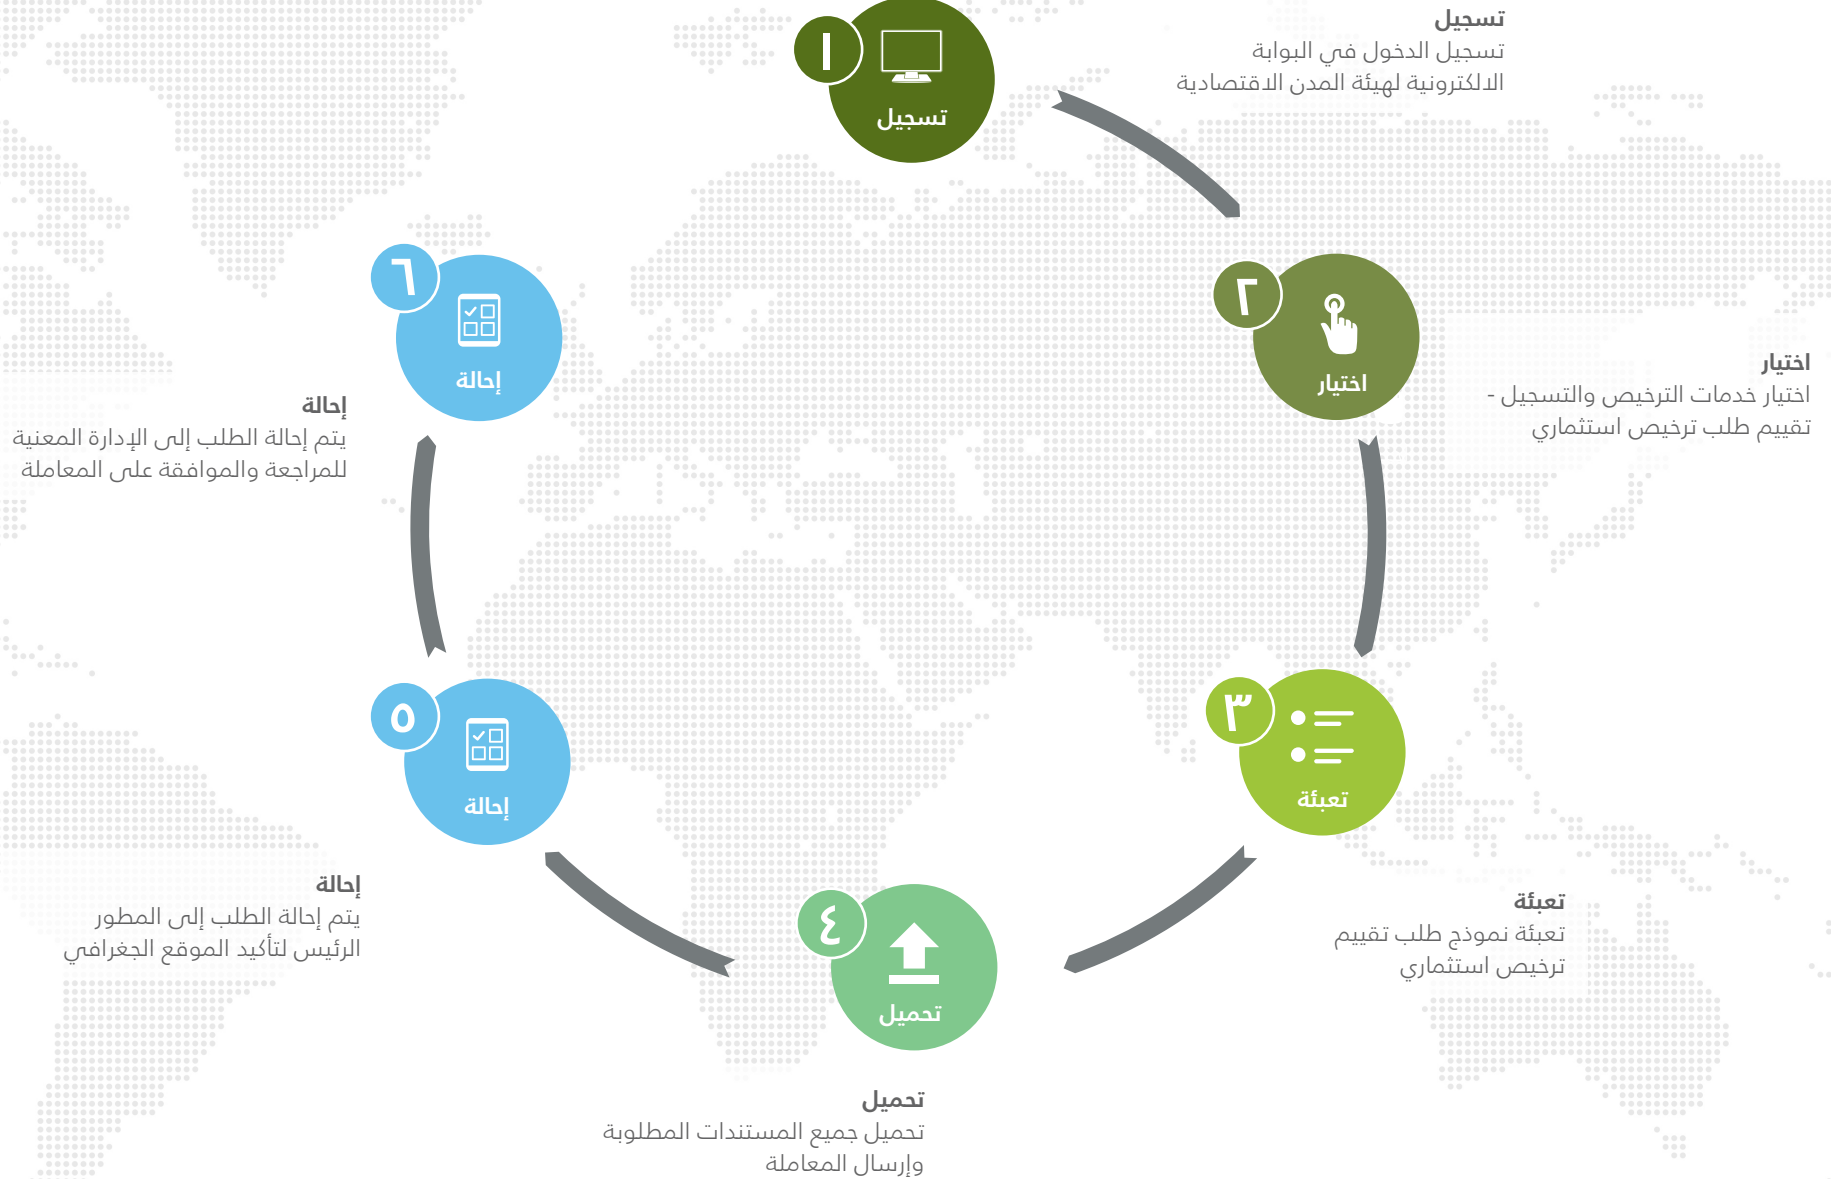 ١
تسجيل
تسجيل
تسجيل الدخول في البوابة
الالكترونية لهيئة المدن الاقتصادية
٢
اختيار
اختيار
اختيار خدمات الترخيص والتسجيل -
تقييم طلب ترخيص استثماري
٣
تعبئة
تعبئة
تعبئة نموذج طلب تقييم
ترخيص استثماري
٤
تحميل
تحميل
تحميل جميع المستندات المطلوبة
وإرسال المعاملة
٥
إحالة
إحالة
يتم إحالة الطلب إلى المطور
الرئيس لتأكيد الموقع الجغرافي
٦
إحالة
إحالة
يتم إحالة الطلب إلى الإدارة المعنية
للمراجعة والموافقة على المعاملة